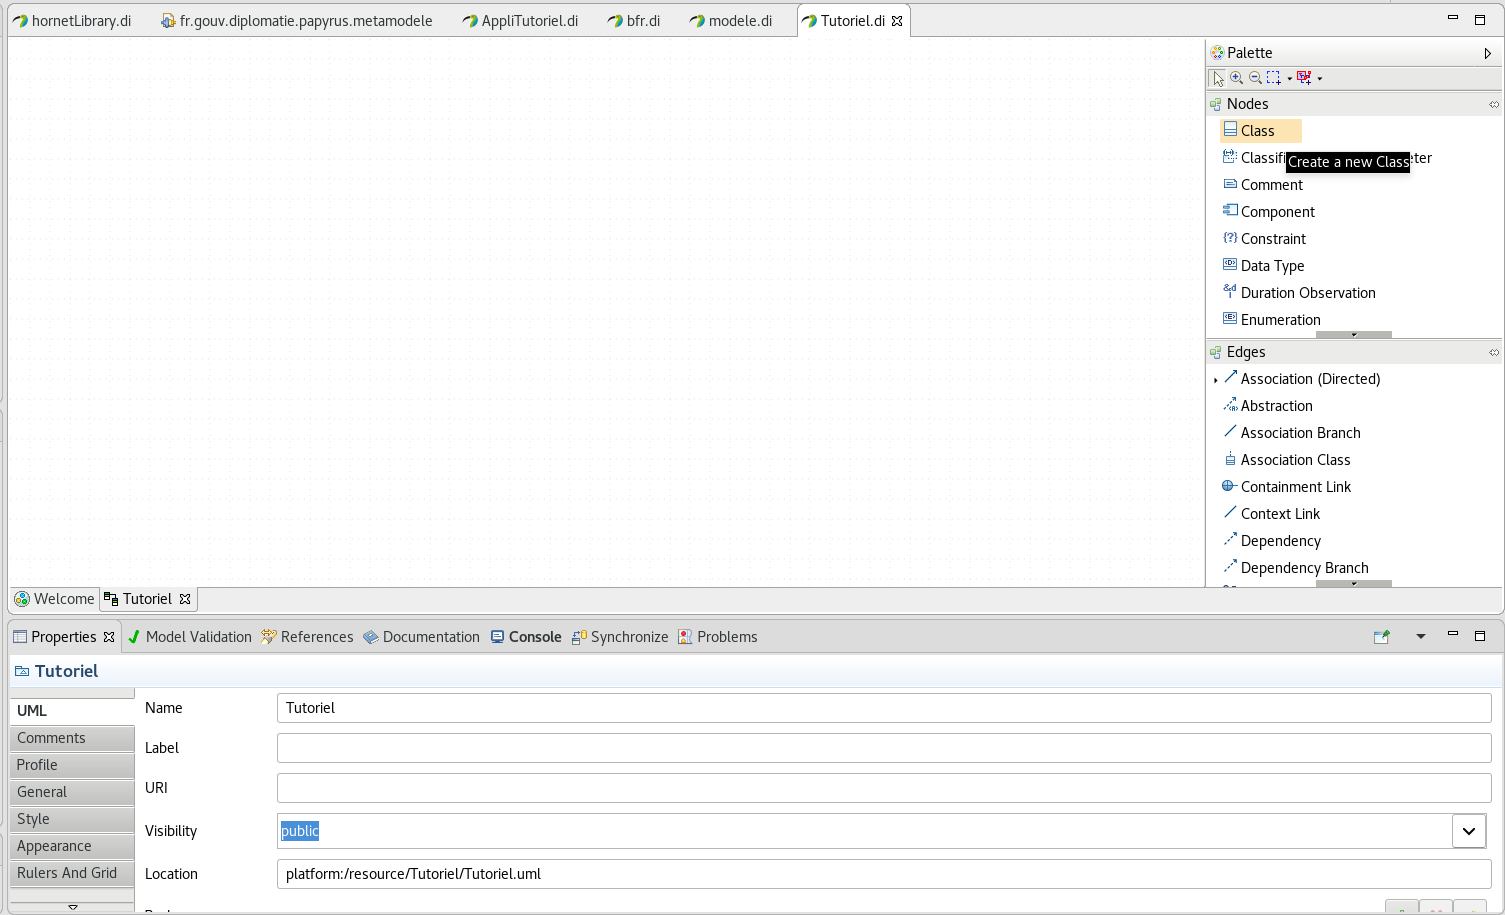 hornetLibrary.di fr.gouv.diplomatie.papyrus.metamodele AppliTutoriel.di bfr.di modele.di Tutoriel.di
Palette
Nodes
Class
Classifi eter
Create a new Class
Comment
Component
Constraint
Data Type
Duration Observation
Enumeration
Edges
Association (Directed)
Abstraction
Association Branch
Association Class
Containment Link
Context Link
Dependency
Dependency Branch
Welcome Tutoriel
Properties Model Validation References Documentation Console Synchronize Problems
Tutoriel
UML
Comments
Profile
General
Style
Appearance
Rulers And Grid
Name Tutoriel
Label
URI
Visibility public
Location platform:/resource/Tutoriel/Tutoriel.uml